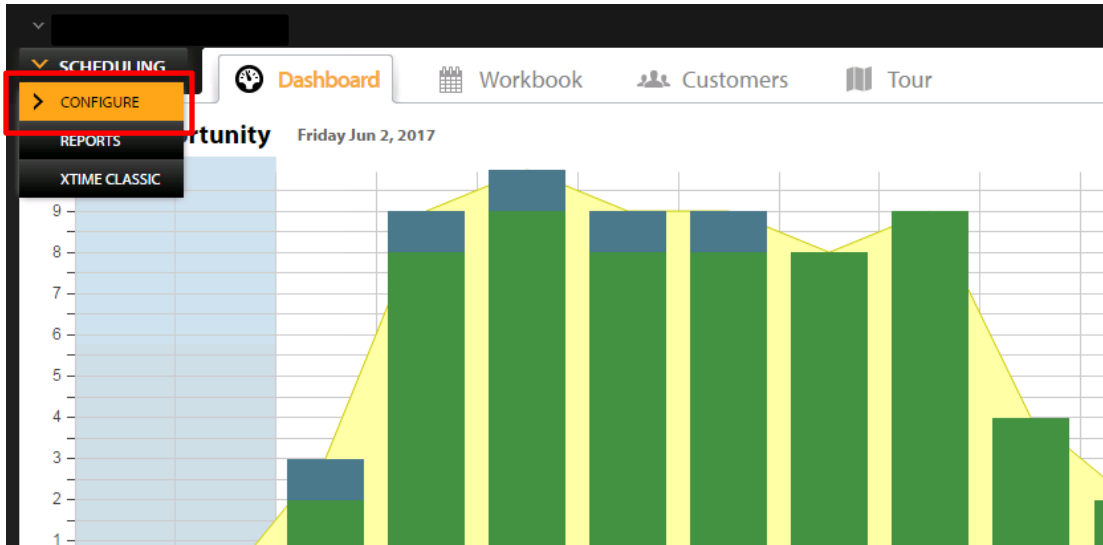 SCHEDULING
Dashboard
Workbook
Customers
Tour
CONFIGURE
REPORTS
XTIME CLASSIC
rtunity
Friday Jun 2, 2017
9
8
7
6
5
4
3
2
1